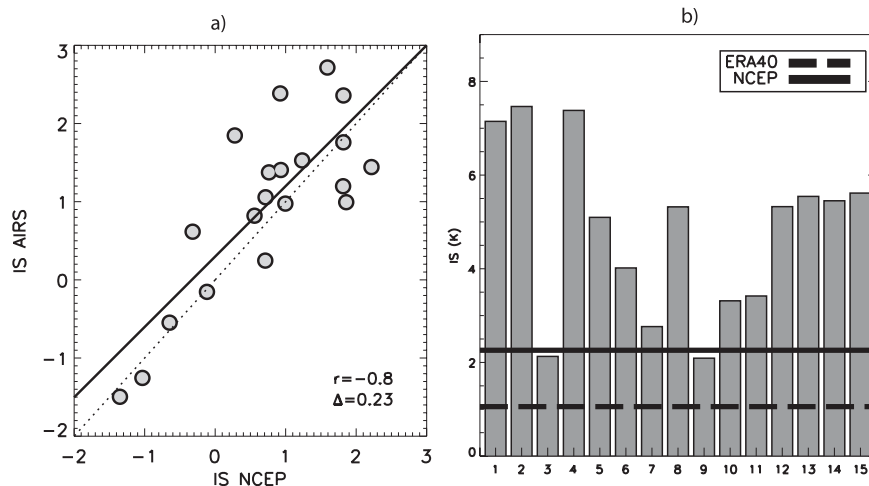 a)
3
2
1
0
−1
−2
IS AIRS
−2 −1 0 1 2 3
IS NCEP
r=−0.8
Δ=0.23
b)
ERA40
NCEP
8
6
4
2
0
IS (K)
1 2 3 4 5 6 7 8 9 10 11 12 13 14 15